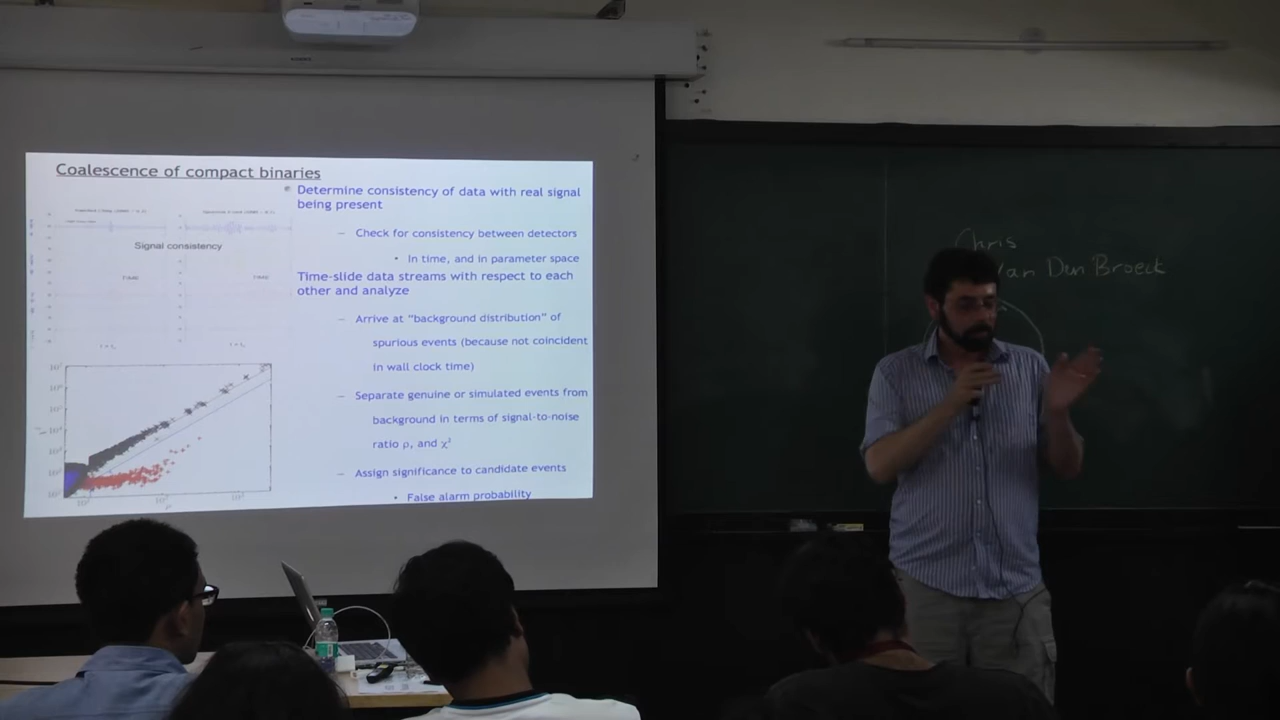 Coalescence of compact binaries
Determine consistency of data with real signal
being present
– Check for consistency between detectors
• In time, and in parameter space
Time-slide data streams with respect to each
other and analyze
– Arrive at “background distribution” of
spurious events (because not coincident
in wall clock time)
– Separate genuine or simulated events from
background in terms of signal-to-noise
ratio ρ, and χ²
– Assign significance to candidate events
• False alarm probability
Signal consistency
ρ
Chris
Van Den Broeck